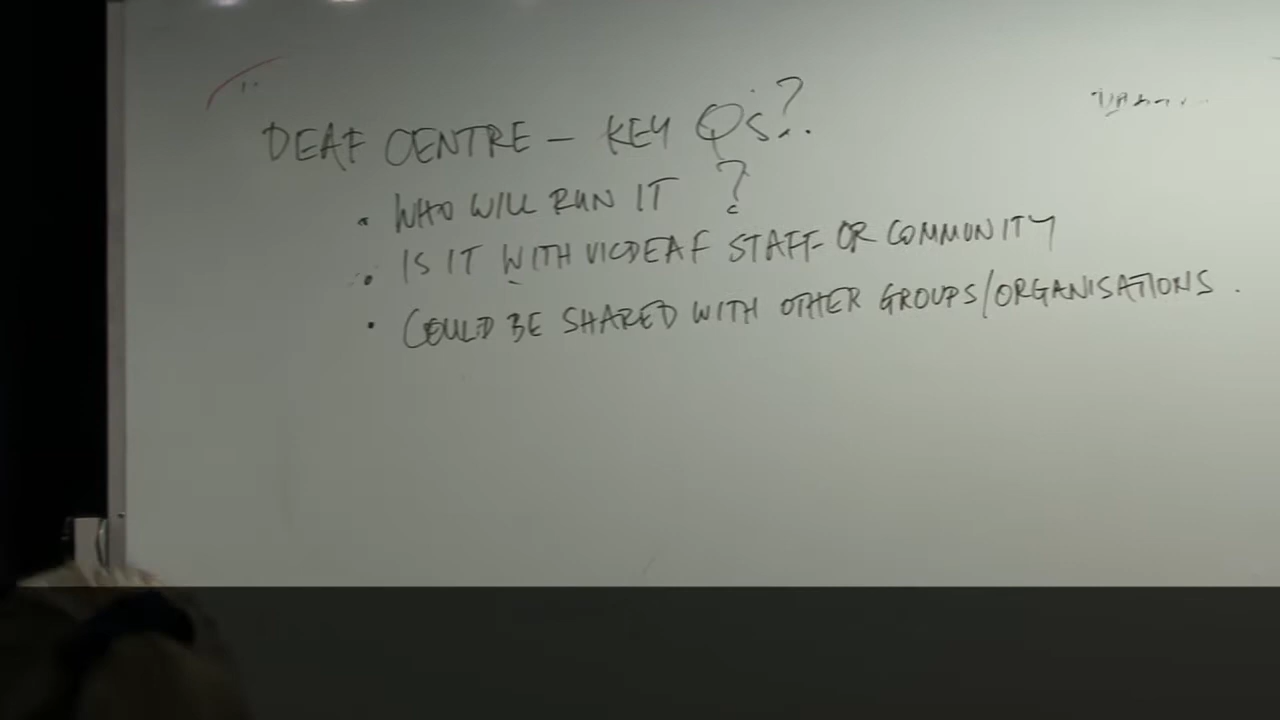 DEAF CENTRE – KEY Qs?
• WHO WILL RUN IT ?
• IS IT WITH VICDEAF STAFF OR COMMUNITY
• COULD BE SHARED WITH OTHER GROUPS/ORGANISATIONS.